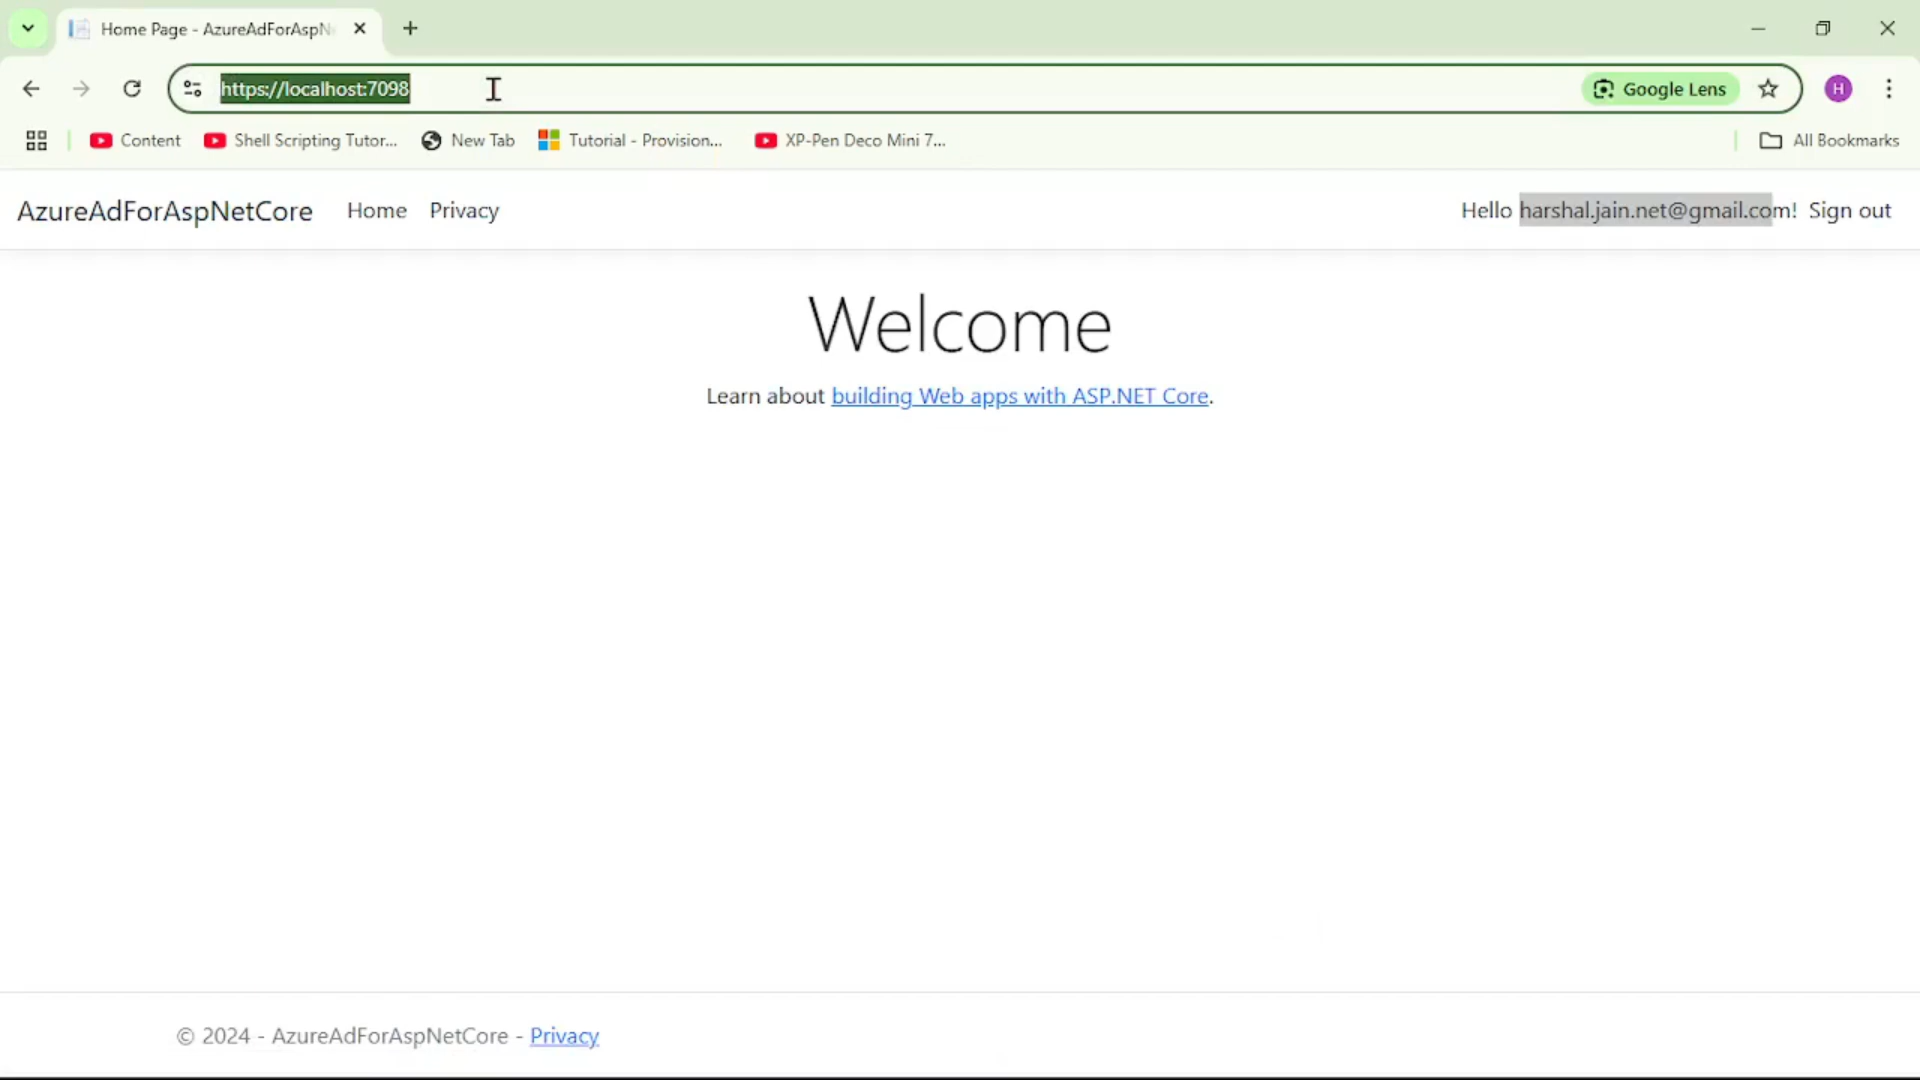 Home Page - AzureAdForAspN
https://localhost:7098
Google Lens
H
Content
Shell Scripting Tutor...
New Tab
Tutorial - Provision...
XP-Pen Deco Mini 7...
All Bookmarks
AzureAdForAspNetCore Home Privacy
Hello harshal.jain.net@gmail.com! Sign out
Welcome
Learn about building Web apps with ASP.NET Core.
© 2024 - AzureAdForAspNetCore - Privacy